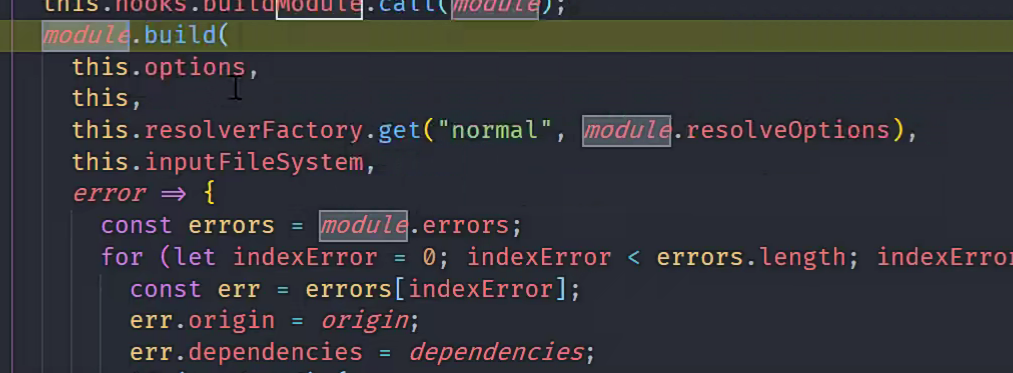 this.hooks.buildModule.call(module);
module.build(
this.options,
this,
this.resolverFactory.get("normal", module.resolveOptions),
this.inputFileSystem,
error => {
const errors = module.errors;
for (let indexError = 0; indexError < errors.length; indexError
const err = errors[indexError];
err.origin = origin;
err.dependencies = dependencies;